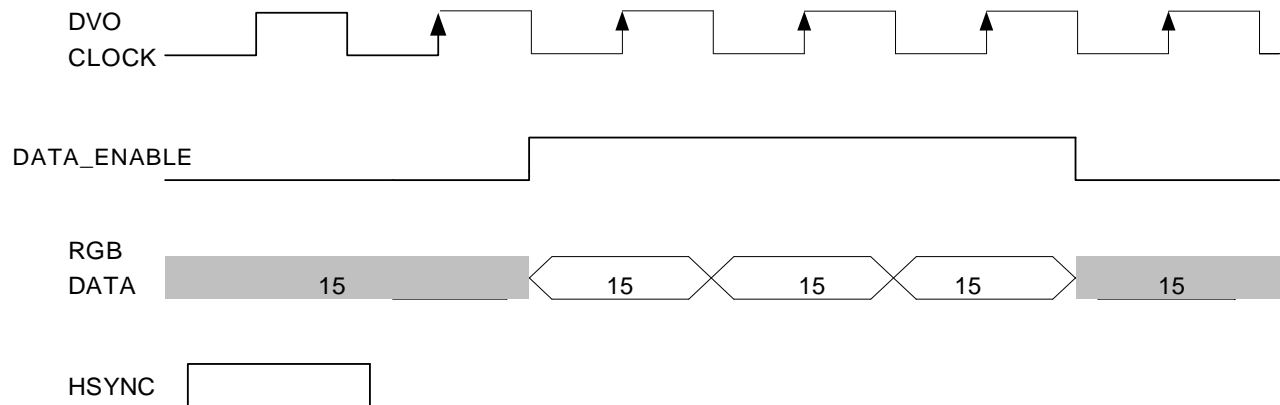 DVO
CLOCK
DATA_ENABLE
RGB
DATA
15 15 15 15 15
HSYNC